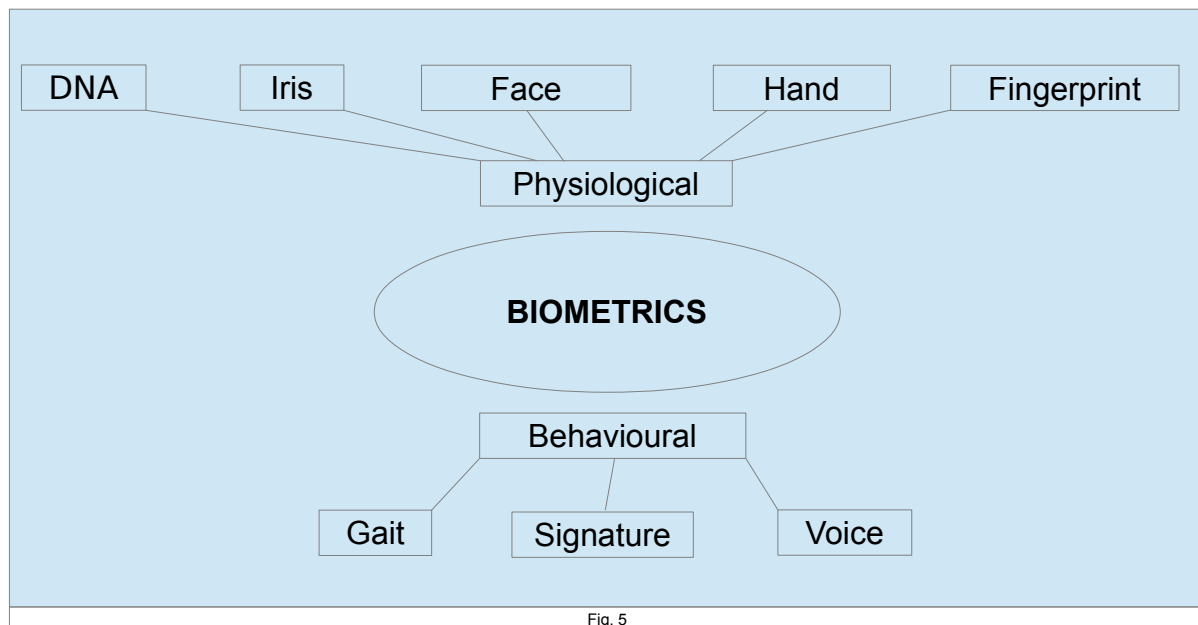 DNA Iris Face Hand Fingerprint
Physiological
BIOMETRICS
Behavioural
Gait Signature Voice
Fig. 5